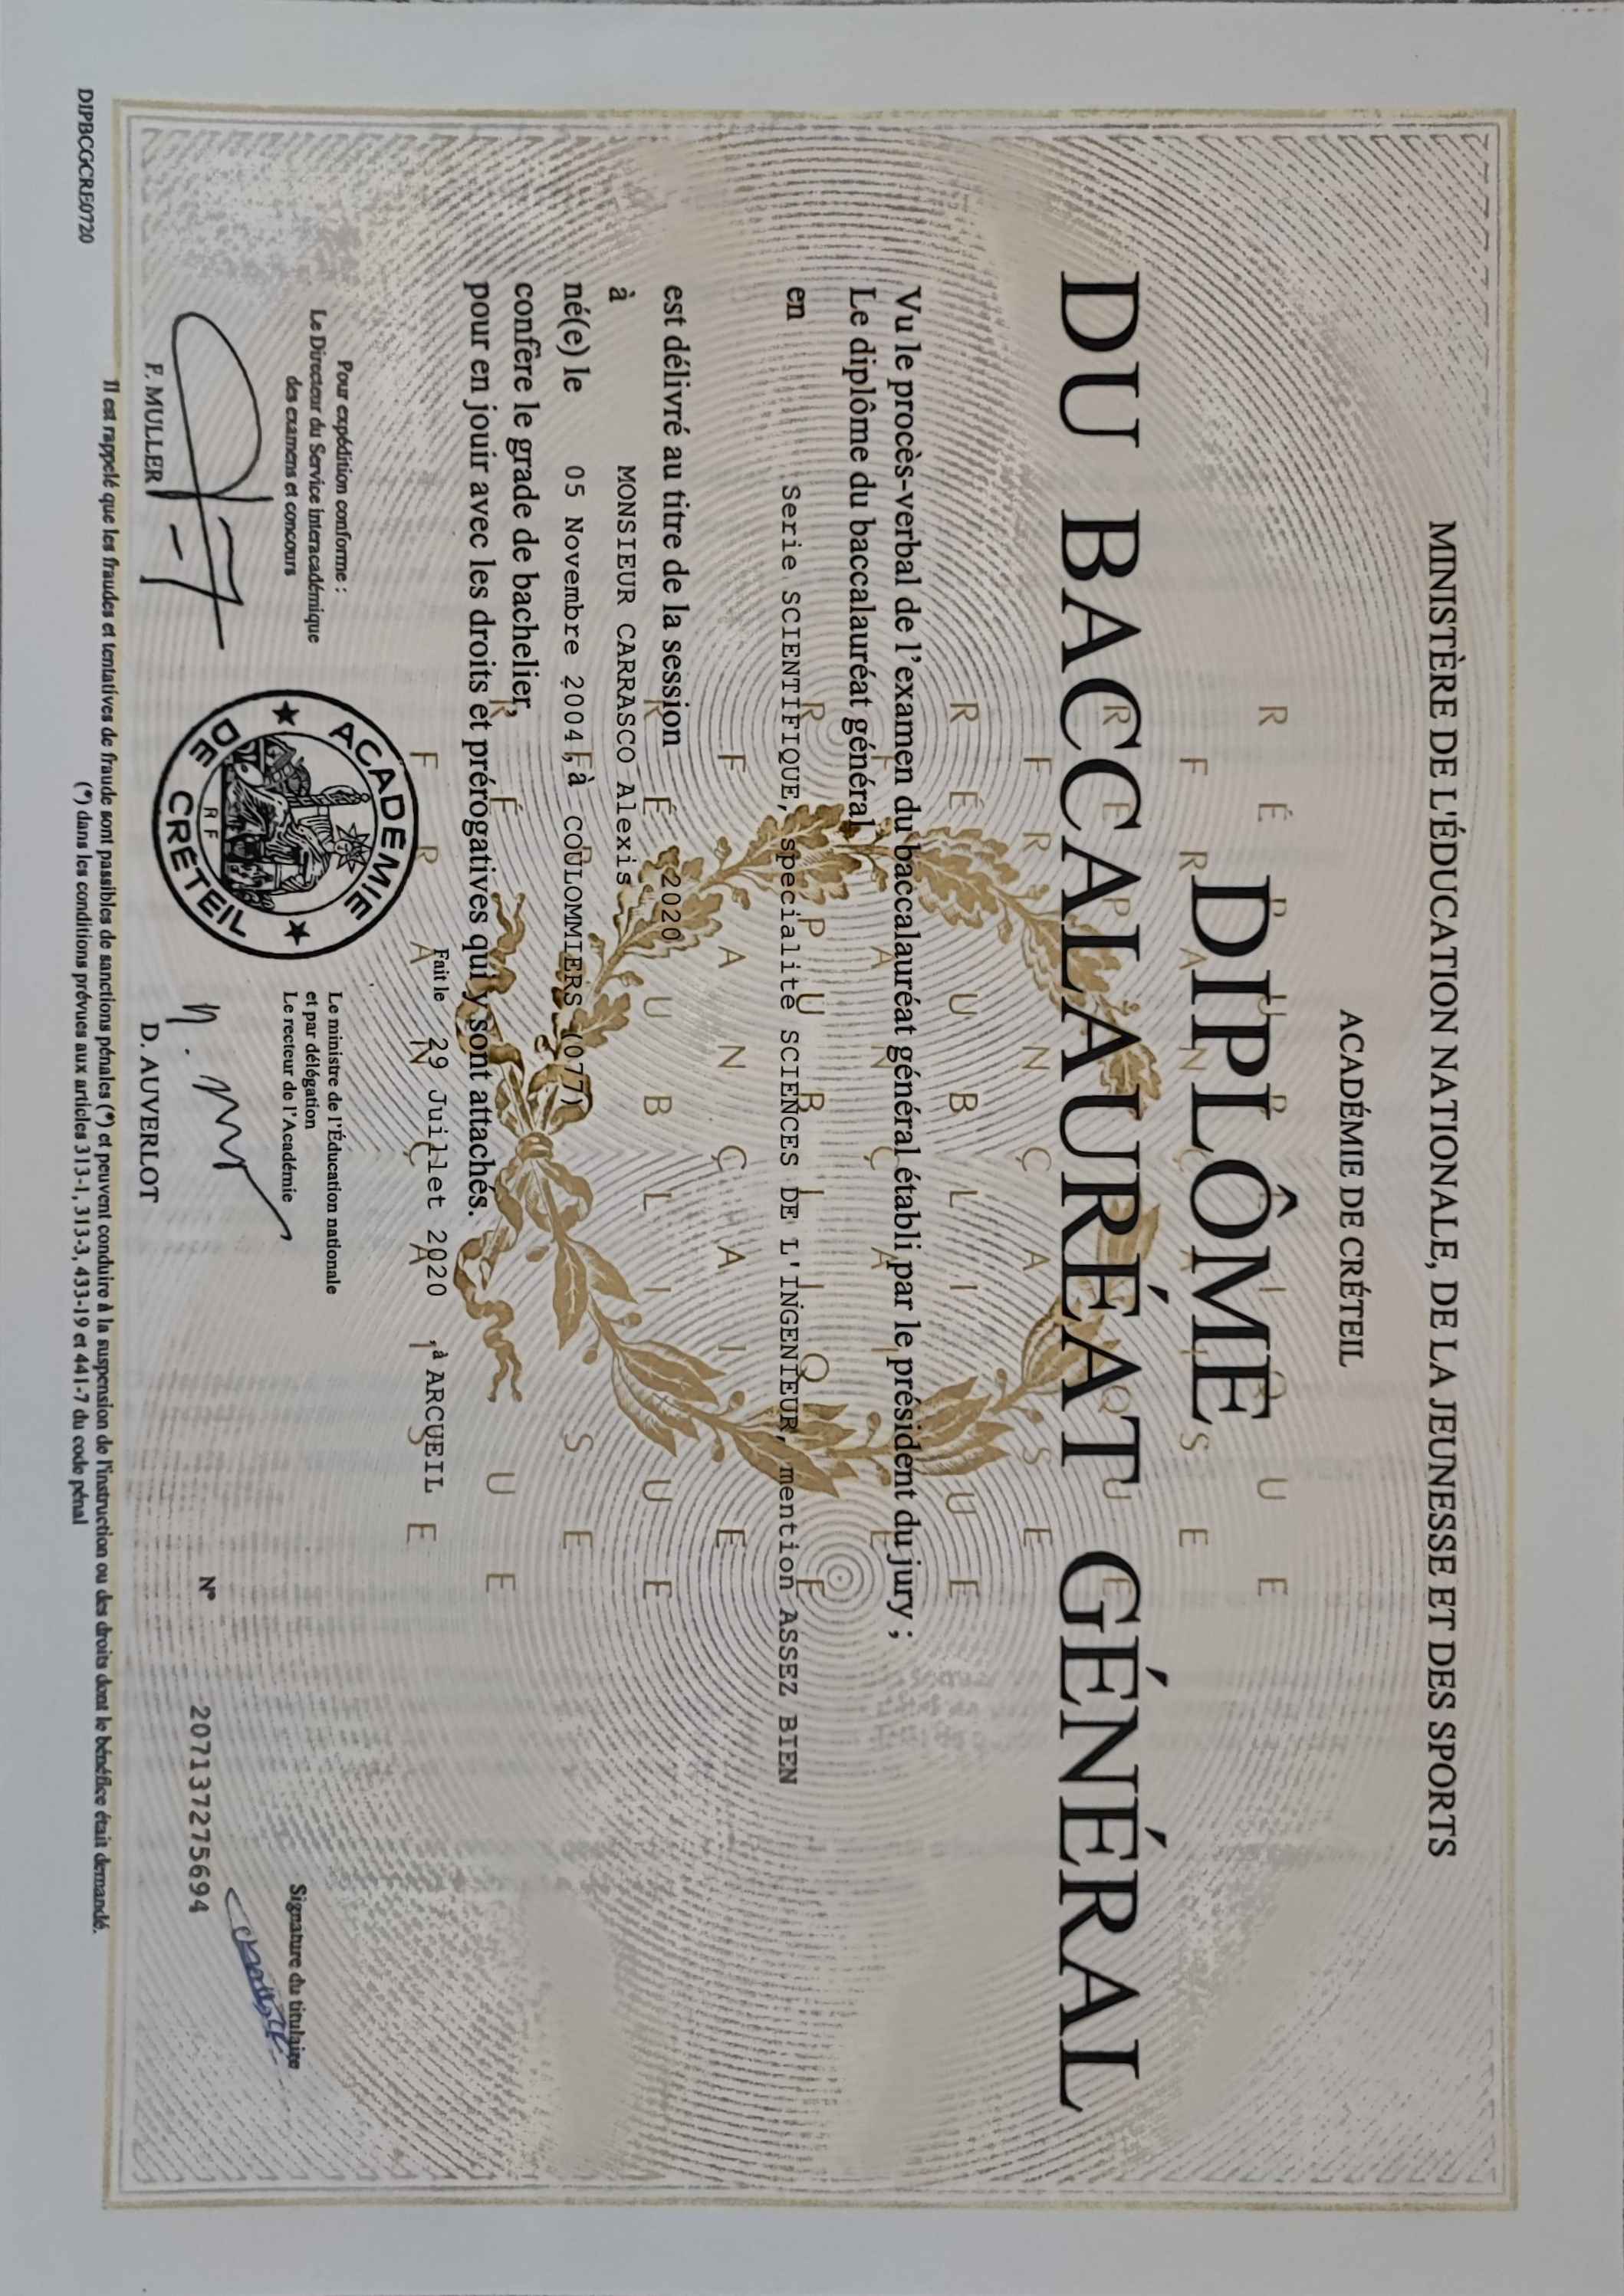 MINISTÈRE DE L'ÉDUCATION NATIONALE, DE LA JEUNESSE ET DES SPORTS
ACADÉMIE DE CRÉTEIL
DIPLÔME
DU BACCALAURÉAT GÉNÉRAL
Vu le procès-verbal de l'examen du baccalauréat général établi par le président du jury ;
Le diplôme du baccalauréat général
en Serie SCIENTIFIQUE, specialité SCIENCES DE L'INGENIEUR, mention ASSEZ BIEN
est délivré au titre de la session 2020
à MONSIEUR CARRASCO Alexis
né(e) le 05 Novembre 2004, à COULOMMIERS (077)
confère le grade de bachelier,
pour en jouir avec les droits et prérogatives qui y sont attachés.
Fait le 29 Juillet 2020 , à ARCUEIL
Pour expédition conforme :
Le Directeur du Service interacadémique
des examens et concours
F. MULLER
ACADÉMIE DE CRÉTEIL
RF
Le ministre de l'Éducation nationale
et par délégation
Le recteur de l'Académie
D. AUVERLOT
N° 207137275694
Signature du titulaire
Il est rappelé que les fraudes et tentatives de fraude sont passibles de sanctions pénales (*) et peuvent conduire à la suspension de l'instruction ou des droits dont le bénéfice était demandé.
(*) dans les conditions prévues aux articles 313-1, 313-3, 433-19 et 441-7 du code pénal
DIPBCGCRE0720
RÉPUBLIQUE
FRANÇAISE